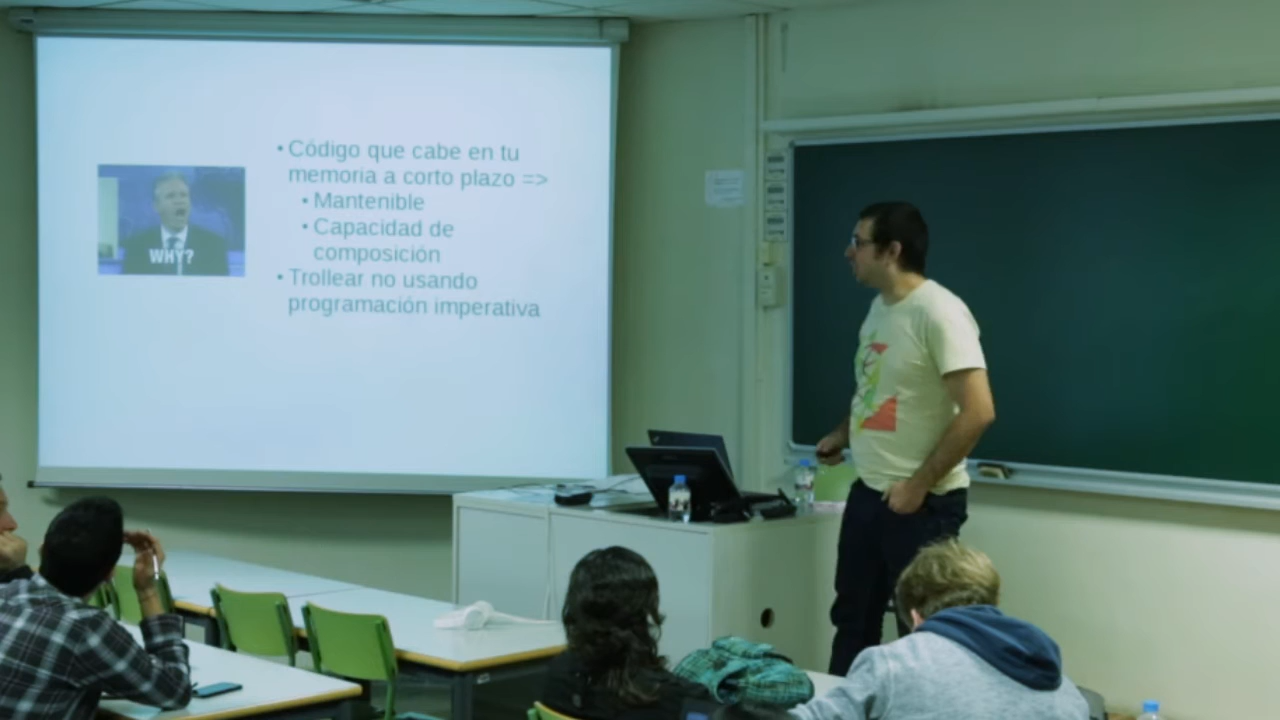 • Código que cabe en tu
memoria a corto plazo =>
• Mantenible
• Capacidad de
composición
• Trollear no usando
programación imperativa
WHY?